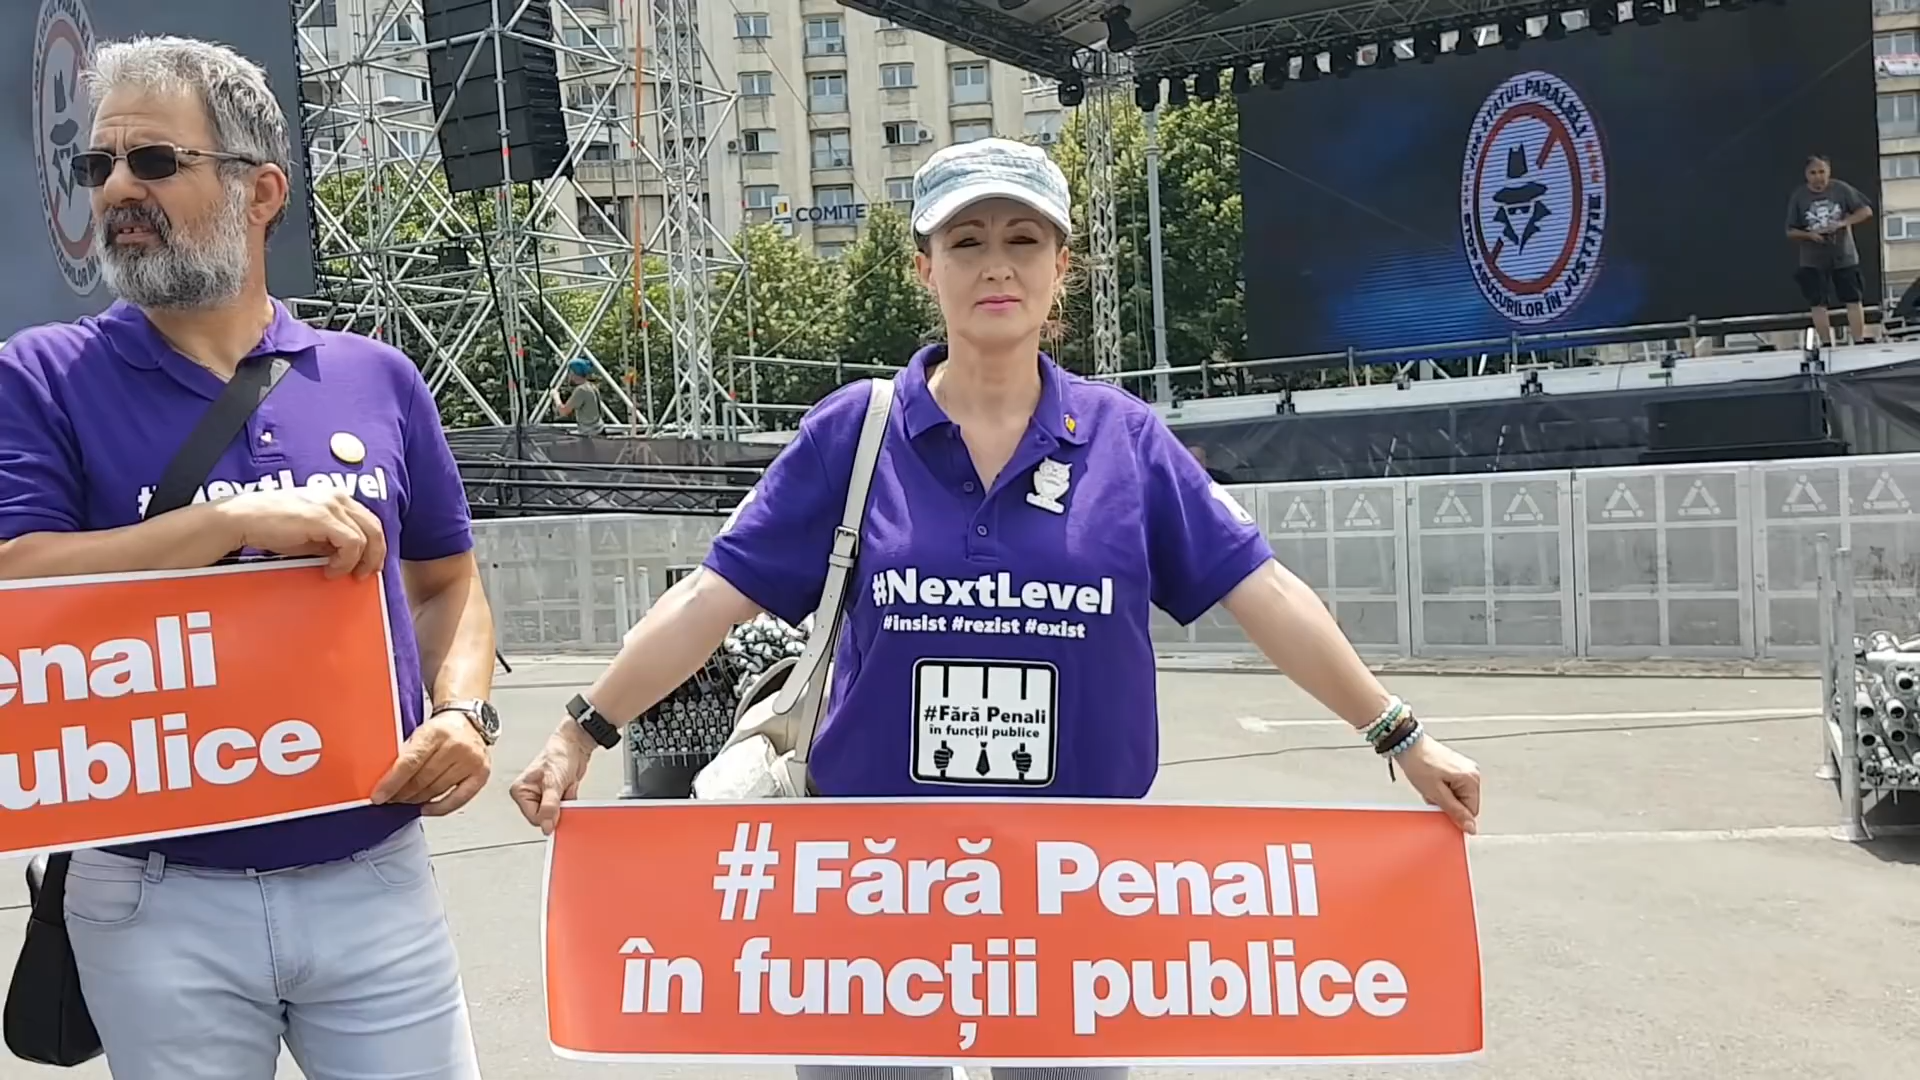 STATUL PARALEL
ABUZURILOR ÎN JUSTIȚIE
COMITE
#NextLevel
enali
ublice
#NextLevel
#insist #rezist #exist
#Fără Penali
în funcții publice
#Fără Penali
în funcții publice